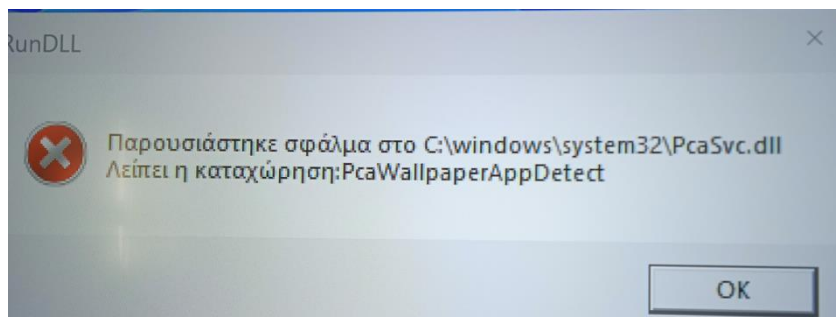 RunDLL
Παρουσιάστηκε σφάλμα στο C:\windows\system32\PcaSvc.dll
Λείπει η καταχώρηση:PcaWallpaperAppDetect
OK